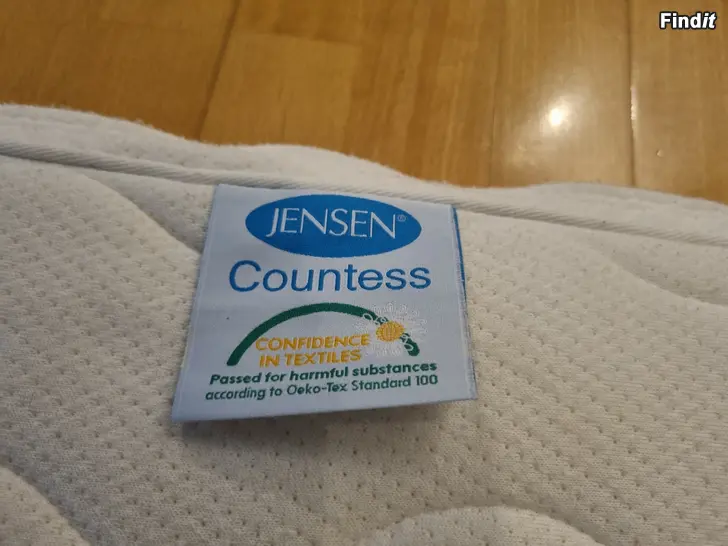 Findit
JENSEN®
Countess
CONFIDENCE
IN TEXTILES
Passed for harmful substances
according to Oeko-Tex Standard 100